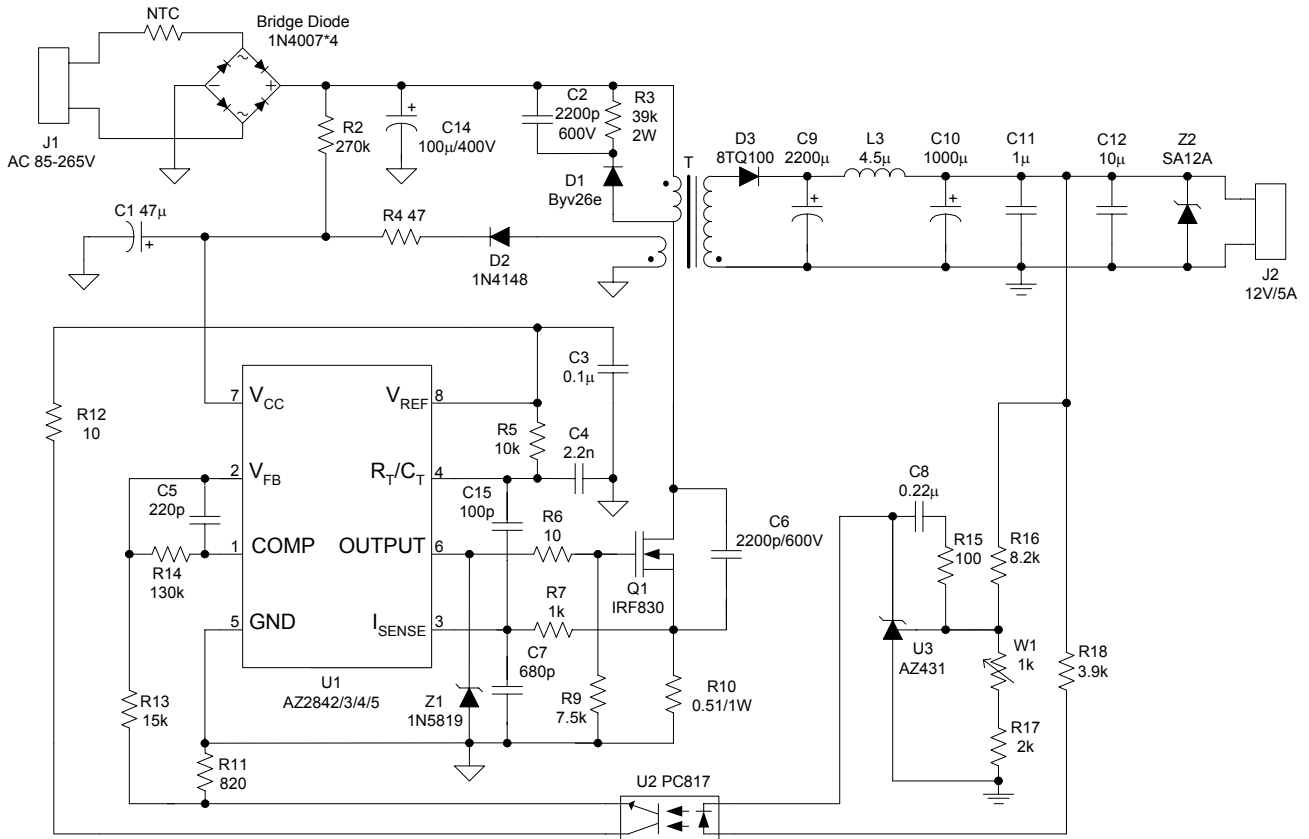 NTC
Bridge Diode
1N4007*4
~
+
−
~
J1
AC 85-265V
R2
270k
+
C14
100μ/400V
C2
2200p
600V
R3
39k
2W
D1
Byv26e
T
D3
8TQ100
C9
2200μ
+
L3
4.5μ
C10
1000μ
+
C11
1μ
C12
10μ
Z2
SA12A
J2
12V/5A
C1 47μ
+
R4 47
D2
1N4148
R12
10
7 VCC
VREF 8
2 VFB
RT/CT 4
1 COMP
OUTPUT 6
5 GND
ISENSE 3
U1
AZ2842/3/4/5
C3
0.1μ
R5
10k
C4
2.2n
C5
220p
R14
130k
C15
100p
R6
10
Q1
IRF830
C6
2200p/600V
R7
1k
C7
680p
R13
15k
R11
820
Z1
1N5819
R9
7.5k
R10
0.51/1W
C8
0.22μ
R15
100
R16
8.2k
U3
AZ431
W1
1k
R18
3.9k
R17
2k
U2 PC817